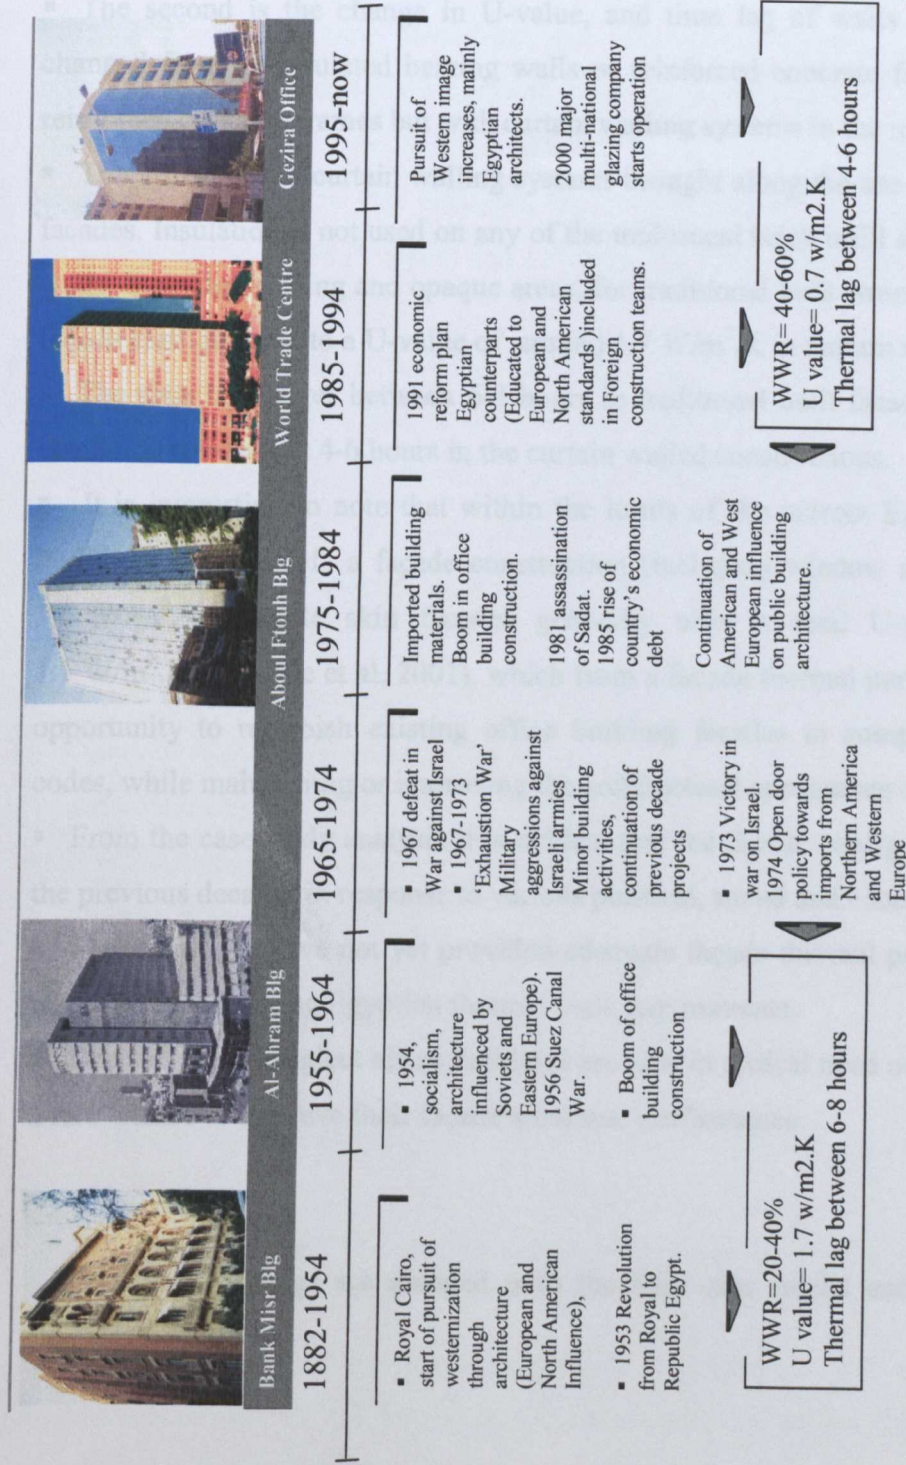 Bank Misr Blg
Al-Ahram Blg
Aboul Ftouh Blg
World Trade Centre
Gezira Office
1882-1954
1955-1964
1965-1974
1975-1984
1985-1994
1995-now
▪ Royal Cairo,
start of pursuit of
westernization
through
architecture
(European and
North American
Influence).
▪ 1953 Revolution
from Royal to
Republic Egypt.
▪ 1954,
socialism,
architecture
influenced by
Soviets and
Eastern Europe).
1956 Suez Canal
War.
▪ Boom of office
building
construction
▪ 1967 defeat in
War against Israel
▪ 1967-1971
‘Exhaustion War’
Military
aggressions against
Israeli army.
Minor building
activities,
continuation of
previous decade
projects
▪ 1973 Victory in
war on Israel.
1974 Open door
policy towards
imports from
Northern America
and Western
Europe
▪ Imported building
materials.
Boom in office
building
construction.
1981 assassination
of Sadat.
1985 rise of
country’s economic
debt
Continuation of
American and West
European influence
on public building
architecture.
1991 economic
reform plan
Egyptian
counterparts
(Educated to
European and
North American
standards)included
in Foreign
construction teams.
Pursuit of
Western image
increases, mainly
Egyptian
architects.
2000 major
multi-national
glazing company
starts operation
WWR=20-40%
U value= 1.7 w/m2.K
Thermal lag between 6-8 hours
WWR= 40-60%
U value= 0.7 w/m2.K
Thermal lag between 4-6 hours